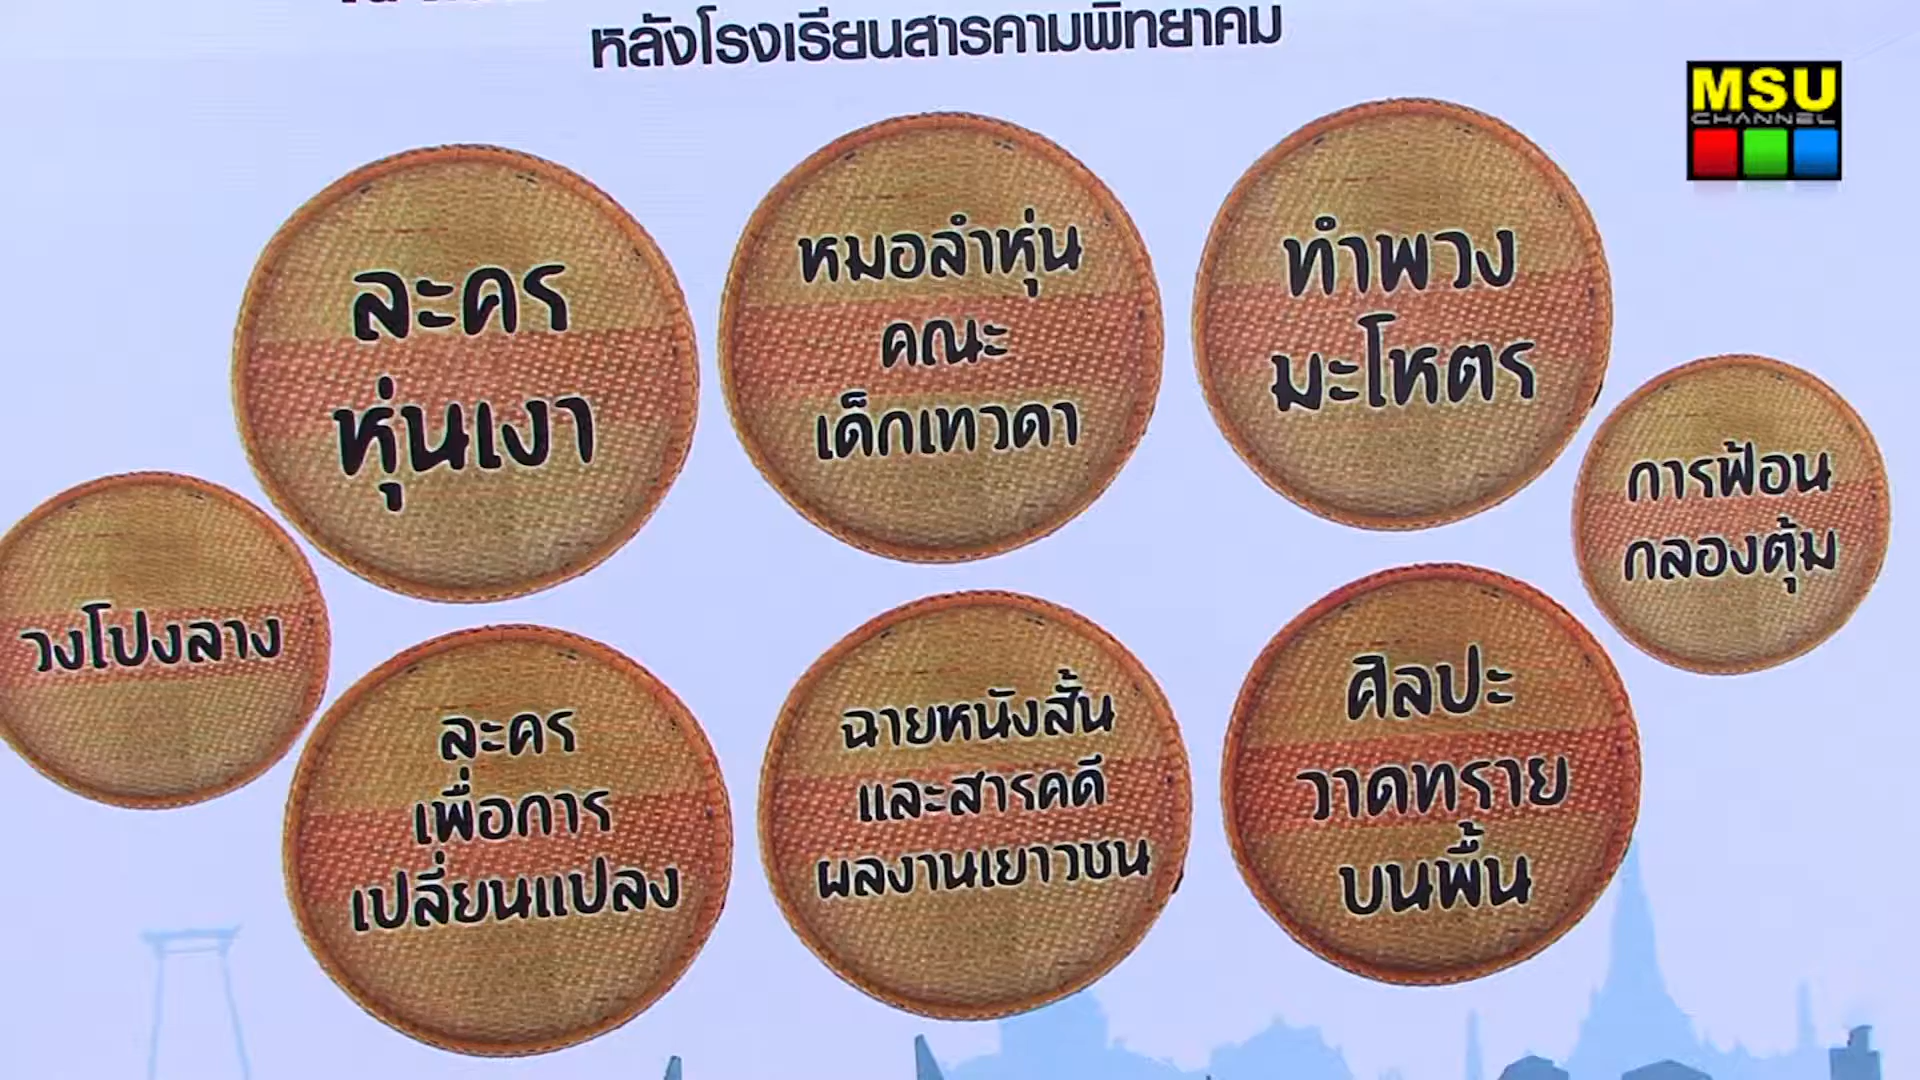 หลังโรงเรียนสารคามพิทยาคม
MSU
CHANNEL
ละคร
หุ่นเงา
หมอลำหุ่น
คณะ
เด็กเทวดา
ทำพวง
มะโหตร
การฟ้อน
กลองตุ้ม
วงโปงลาง
ละคร
เพื่อการ
เปลี่ยนแปลง
ฉายหนังสั้น
และสารคดี
ผลงานเยาวชน
ศิลปะ
วาดทราย
บนพื้น